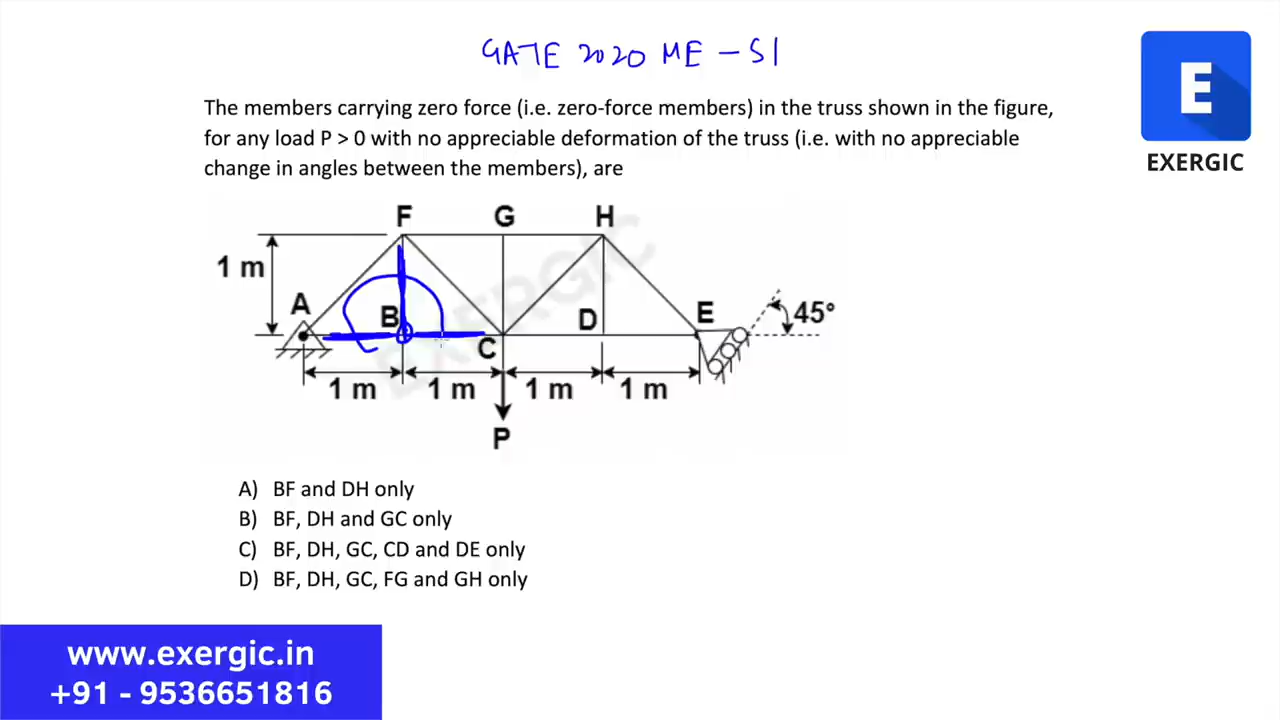 GATE 2020 ME - S1
E
EXERGIC
The members carrying zero force (i.e. zero-force members) in the truss shown in the figure,
for any load P > 0 with no appreciable deformation of the truss (i.e. with no appreciable
change in angles between the members), are
F G H
1 m
A B C D E 45°
1 m 1 m 1 m 1 m
P
EXERGIC
A) BF and DH only
B) BF, DH and GC only
C) BF, DH, GC, CD and DE only
D) BF, DH, GC, FG and GH only
www.exergic.in
+91 - 9536651816